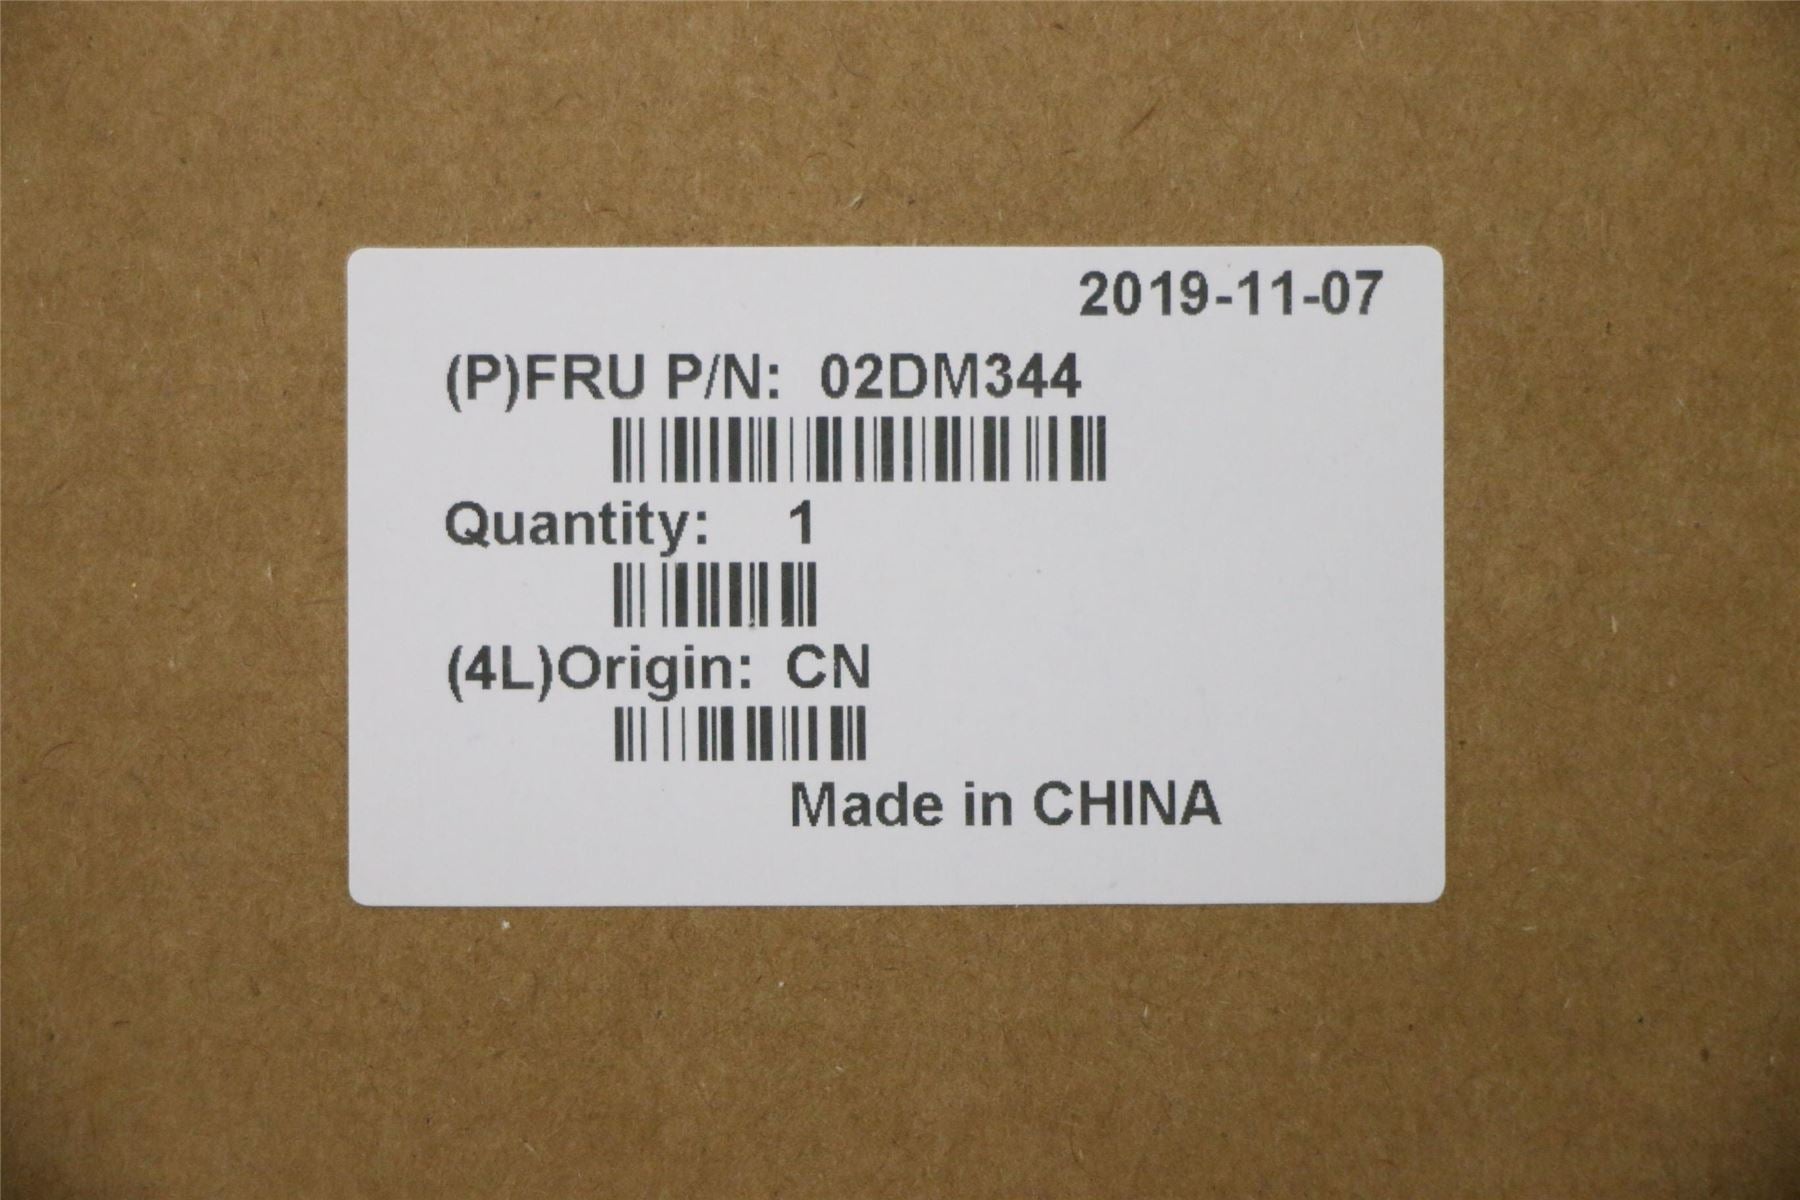 2019-11-07
(P)FRU P/N: 02DM344
Quantity: 1
(4L)Origin: CN
Made in CHINA